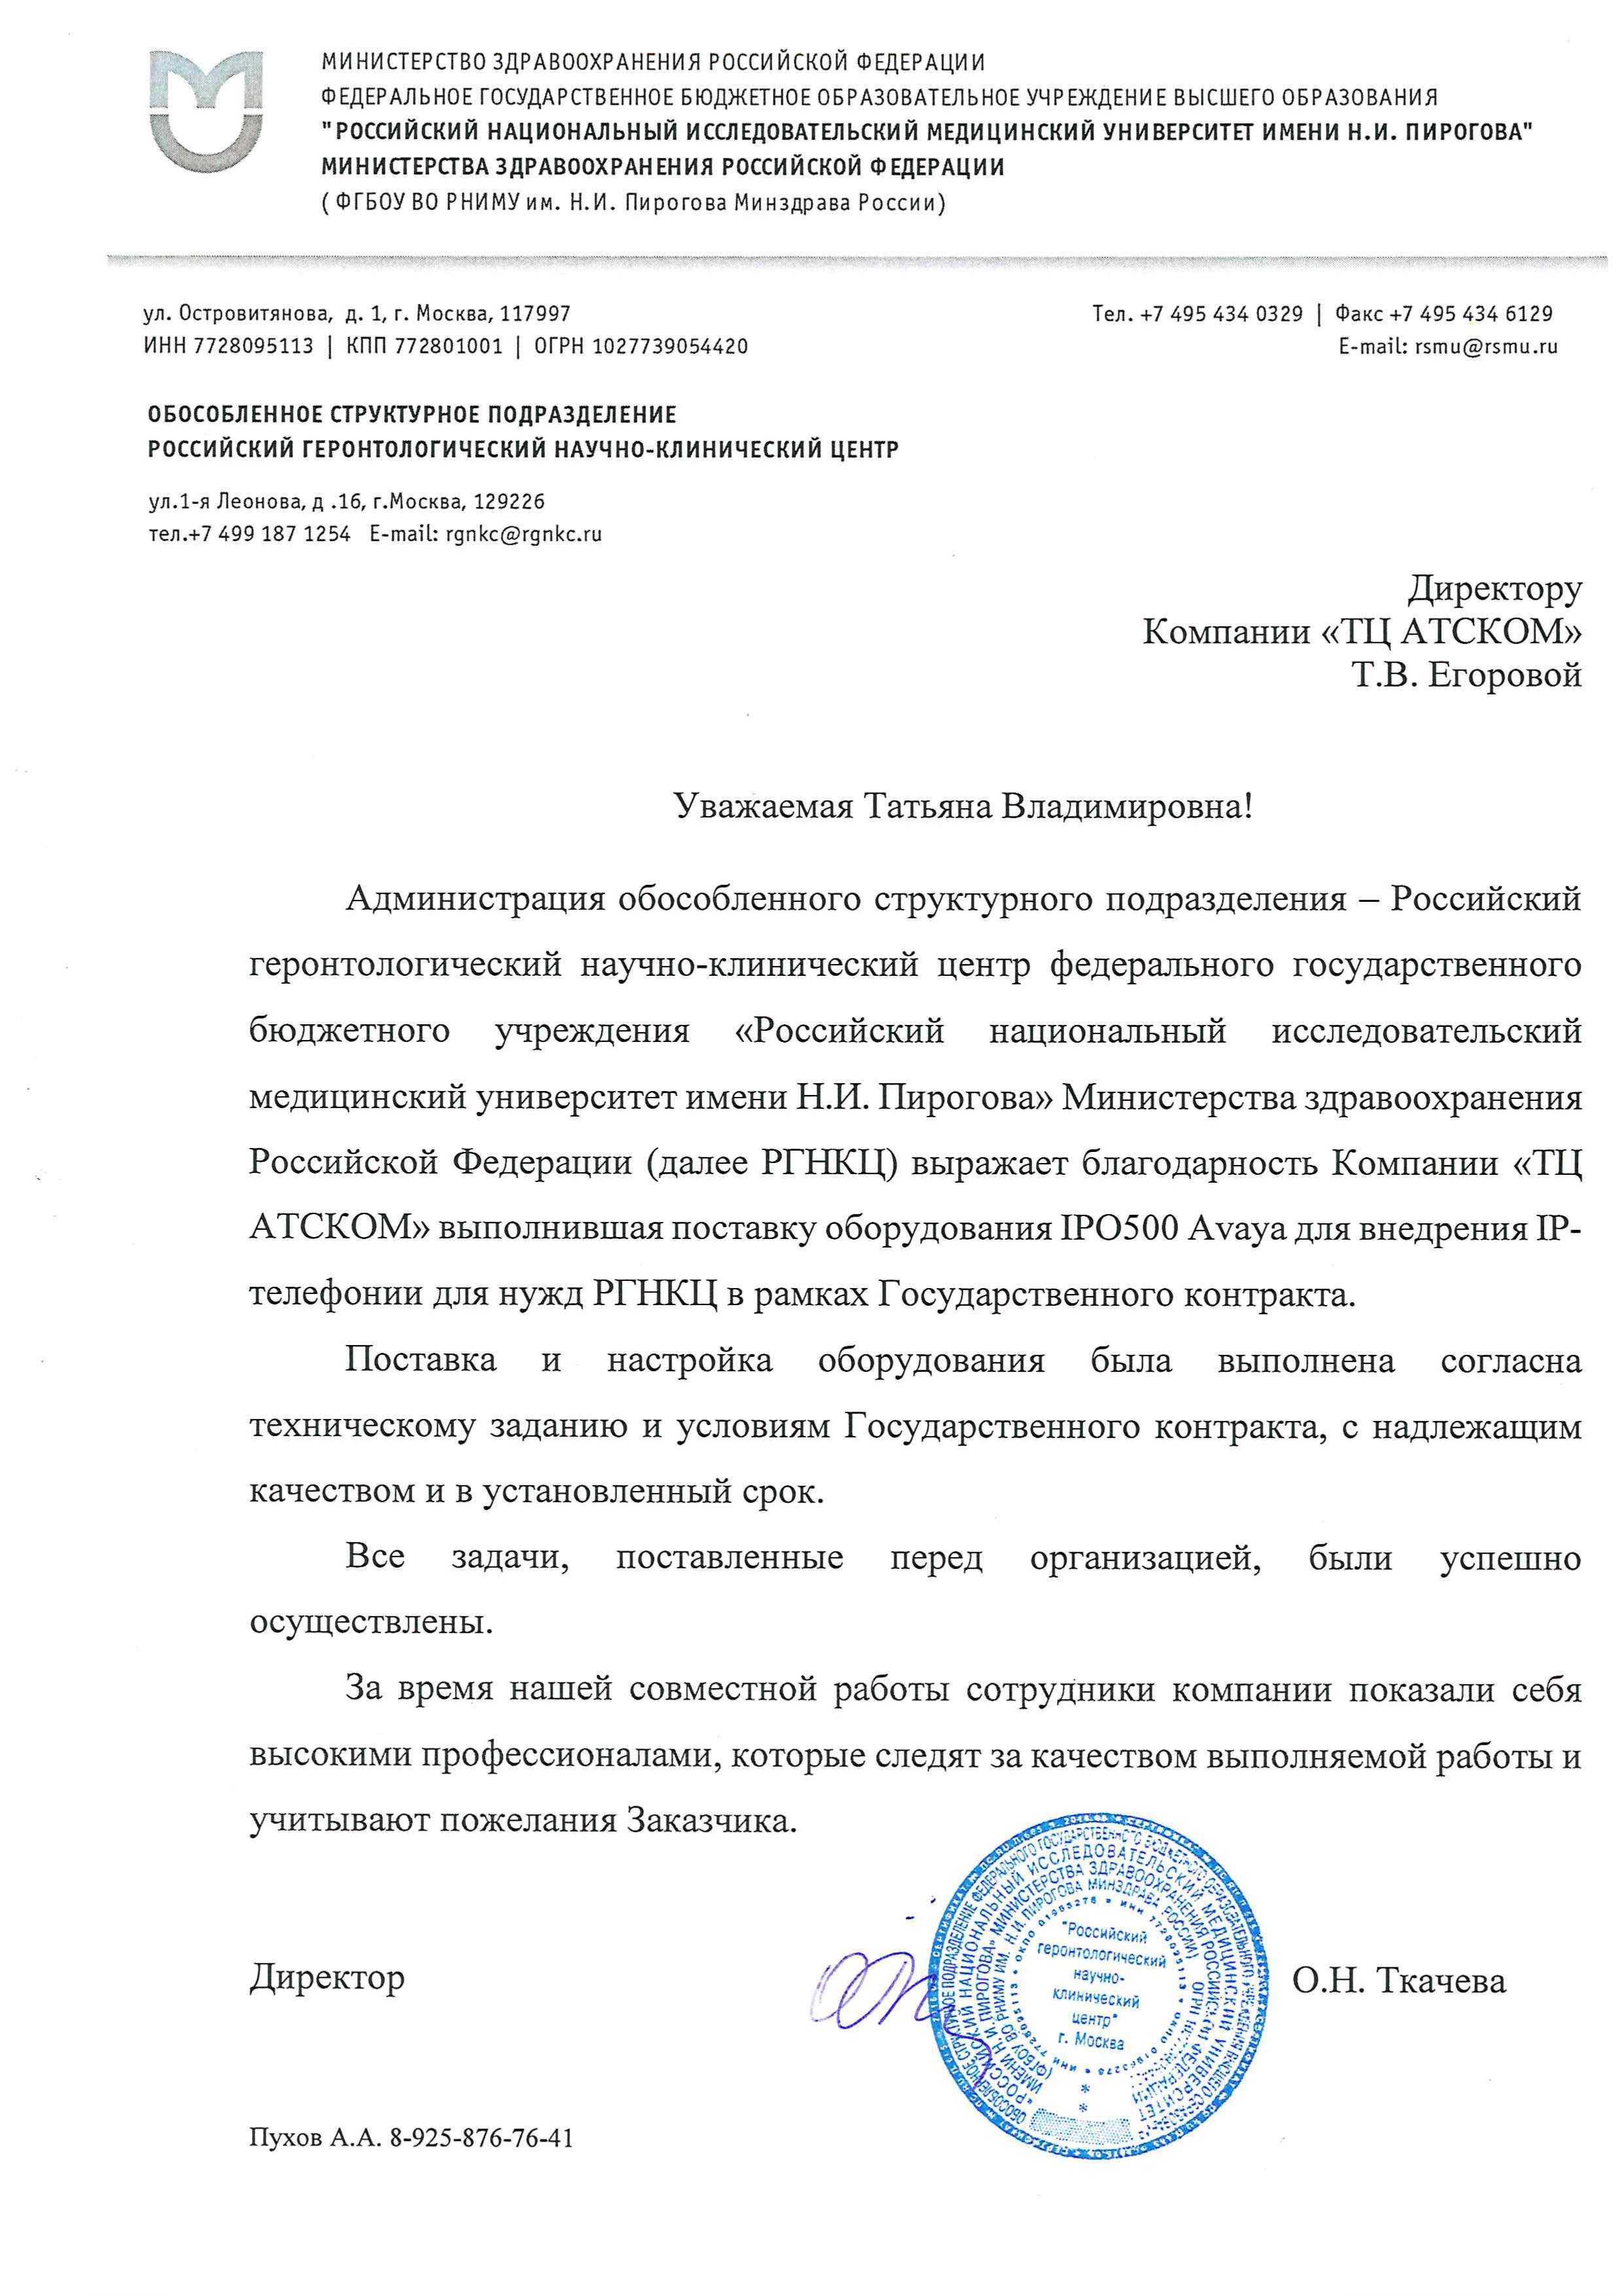 МИНИСТЕРСТВО ЗДРАВООХРАНЕНИЯ РОССИЙСКОЙ ФЕДЕРАЦИИ
ФЕДЕРАЛЬНОЕ ГОСУДАРСТВЕННОЕ БЮДЖЕТНОЕ ОБРАЗОВАТЕЛЬНОЕ УЧРЕЖДЕНИЕ ВЫСШЕГО ОБРАЗОВАНИЯ
"РОССИЙСКИЙ НАЦИОНАЛЬНЫЙ ИССЛЕДОВАТЕЛЬСКИЙ МЕДИЦИНСКИЙ УНИВЕРСИТЕТ ИМЕНИ Н.И. ПИРОГОВА"
МИНИСТЕРСТВА ЗДРАВООХРАНЕНИЯ РОССИЙСКОЙ ФЕДЕРАЦИИ
( ФГБОУ ВО РНИМУ им. Н.И. Пирогова Минздрава России)
ул. Островитянова, д. 1, г. Москва, 117997
Тел. +7 495 434 0329 | Факс +7 495 434 6129
ИНН 7728095113 | КПП 772801001 | ОГРН 1027739054420
E-mail: rsmu@rsmu.ru
ОБОСОБЛЕННОЕ СТРУКТУРНОЕ ПОДРАЗДЕЛЕНИЕ
РОССИЙСКИЙ ГЕРОНТОЛОГИЧЕСКИЙ НАУЧНО-КЛИНИЧЕСКИЙ ЦЕНТР
ул.1-я Леонова, д .16, г.Москва, 129226
тел.+7 499 187 1254 E-mail: rgnkc@rgnkc.ru
Директору
Компании «ТЦ АТСКОМ»
Т.В. Егоровой
Уважаемая Татьяна Владимировна!
Администрация обособленного структурного подразделения – Российский
геронтологический научно-клинический центр федерального государственного
бюджетного учреждения «Российский национальный исследовательский
медицинский университет имени Н.И. Пирогова» Министерства здравоохранения
Российской Федерации (далее РГНКЦ) выражает благодарность Компании «ТЦ
АТСКОМ» выполнившая поставку оборудования IPO500 Avaya для внедрения IP-
телефонии для нужд РГНКЦ в рамках Государственного контракта.
Поставка и настройка оборудования была выполнена согласна
техническому заданию и условиям Государственного контракта, с надлежащим
качеством и в установленный срок.
Все задачи, поставленные перед организацией, были успешно
осуществлены.
За время нашей совместной работы сотрудники компании показали себя
высокими профессионалами, которые следят за качеством выполняемой работы и
учитывают пожелания Заказчика.
Директор
О.Н. Ткачева
"Российский
геронтологический
научно-
клинический
центр"
г. Москва
Пухов А.А. 8-925-876-76-41